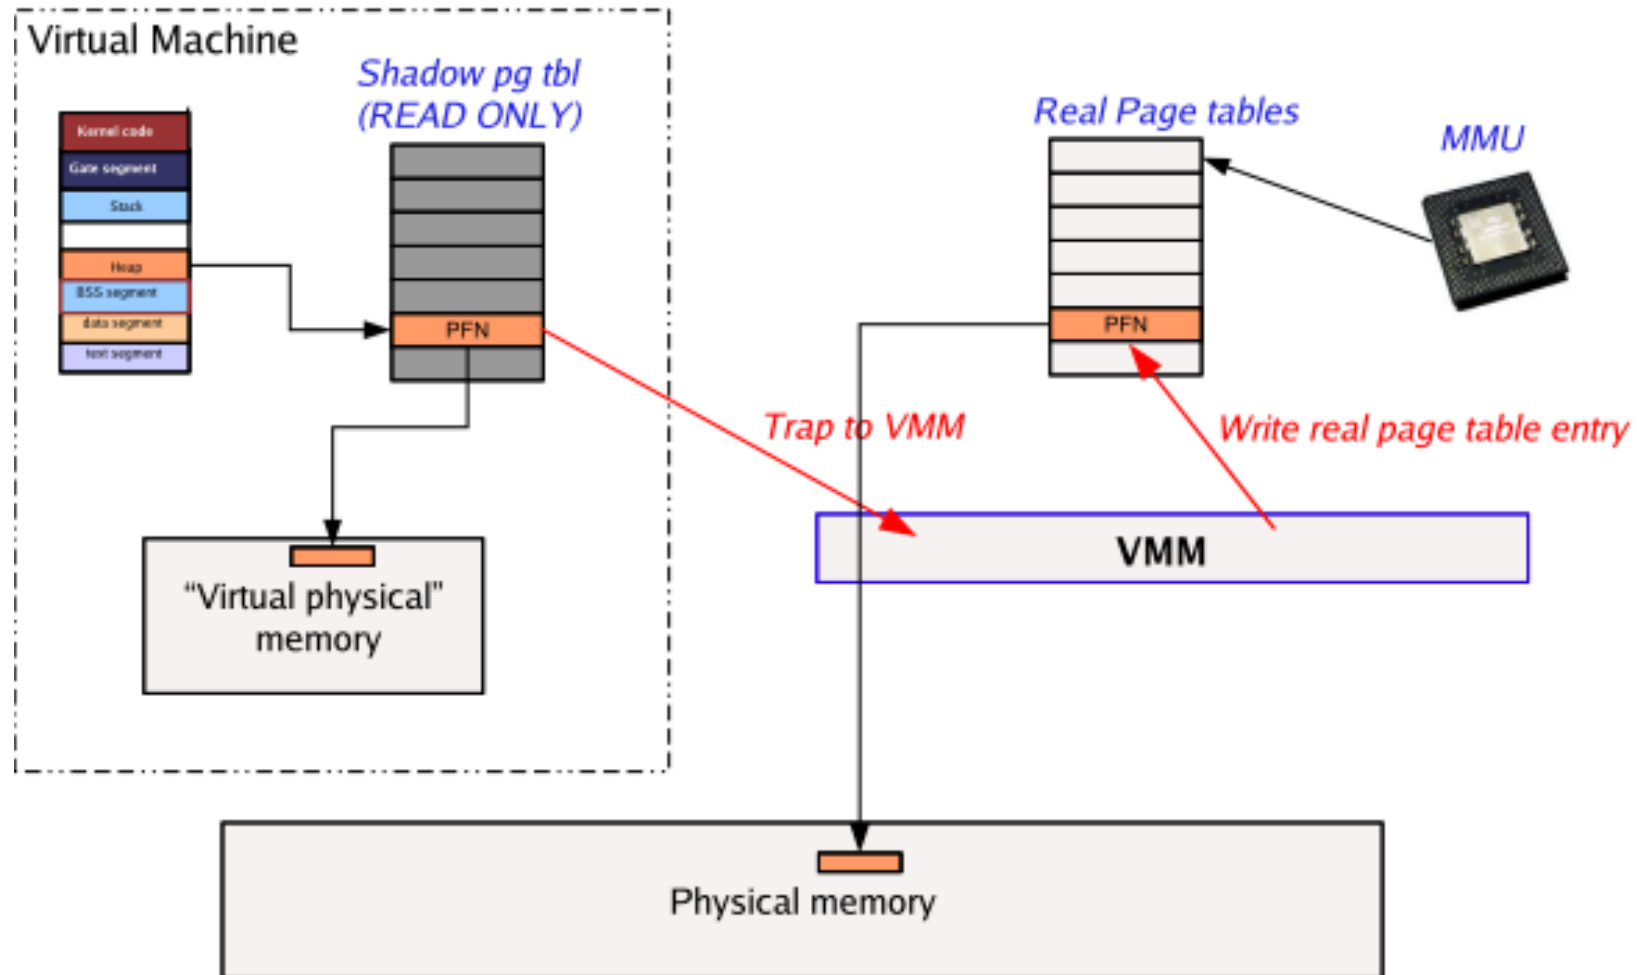 Virtual Machine
Shadow pg tbl
(READ ONLY)
Real Page tables
MMU
Kernel code
Gate segment
Stack
Heap
BSS segment
data segment
text segment
PFN
PFN
Trap to VMM
Write real page table entry
VMM
“Virtual physical”
memory
Physical memory